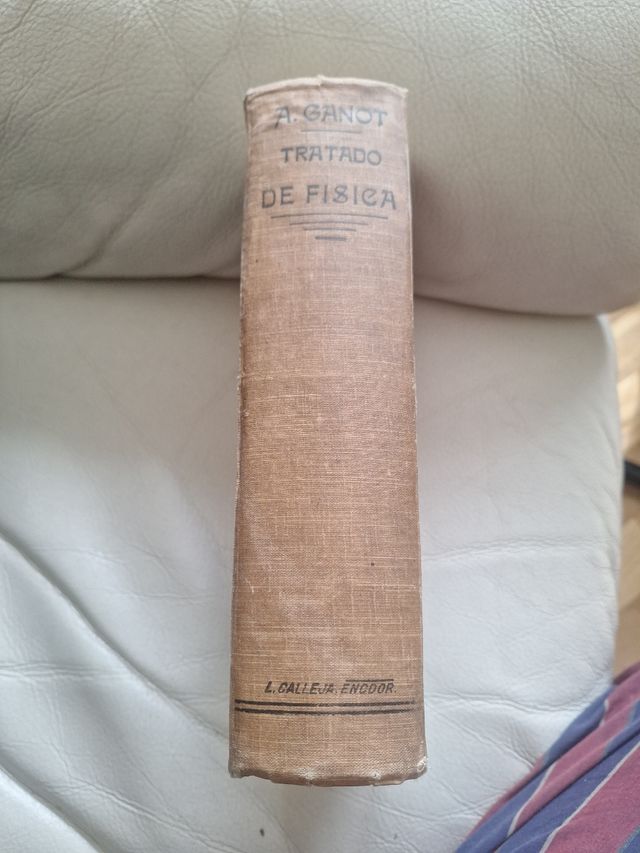 A. GANOT
TRATADO
DE FISICA
L. CALLEJA. ENCDOR.